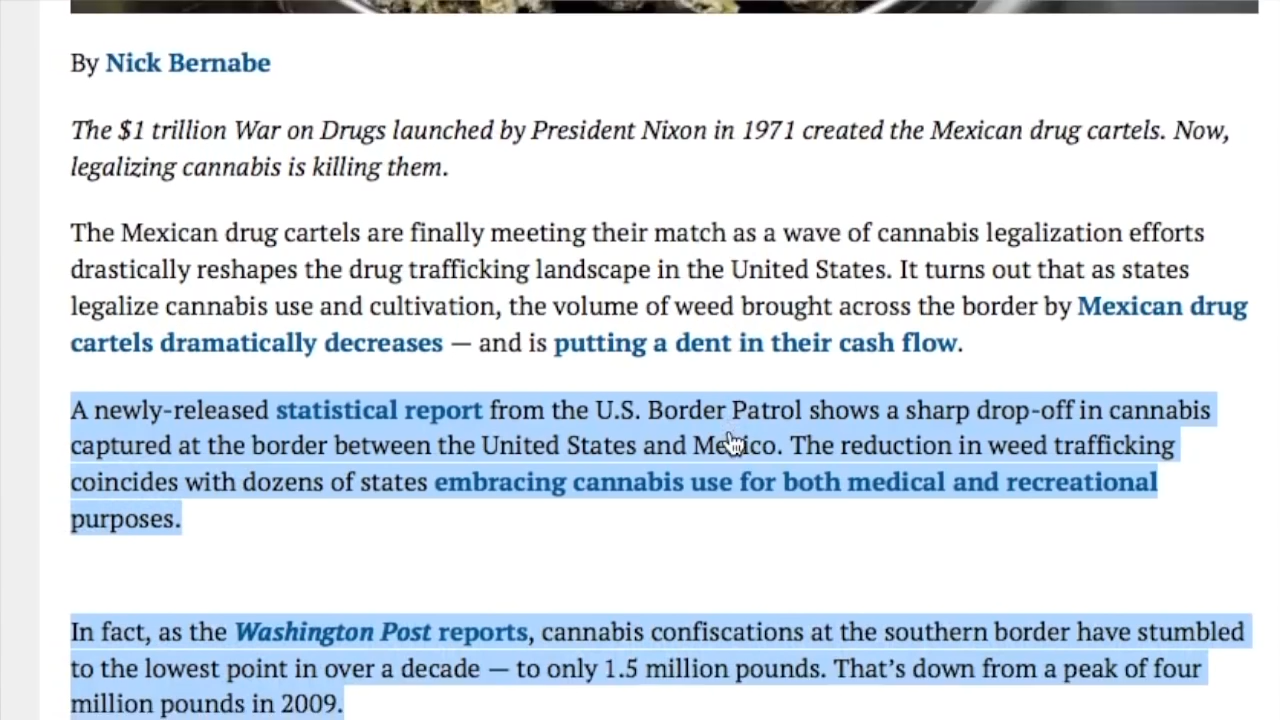 By Nick Bernabe
The $1 trillion War on Drugs launched by President Nixon in 1971 created the Mexican drug cartels. Now,
legalizing cannabis is killing them.
The Mexican drug cartels are finally meeting their match as a wave of cannabis legalization efforts
drastically reshapes the drug trafficking landscape in the United States. It turns out that as states
legalize cannabis use and cultivation, the volume of weed brought across the border by Mexican drug
cartels dramatically decreases — and is putting a dent in their cash flow.
A newly-released statistical report from the U.S. Border Patrol shows a sharp drop-off in cannabis
captured at the border between the United States and Mexico. The reduction in weed trafficking
coincides with dozens of states embracing cannabis use for both medical and recreational
purposes.
In fact, as the Washington Post reports, cannabis confiscations at the southern border have stumbled
to the lowest point in over a decade — to only 1.5 million pounds. That’s down from a peak of four
million pounds in 2009.